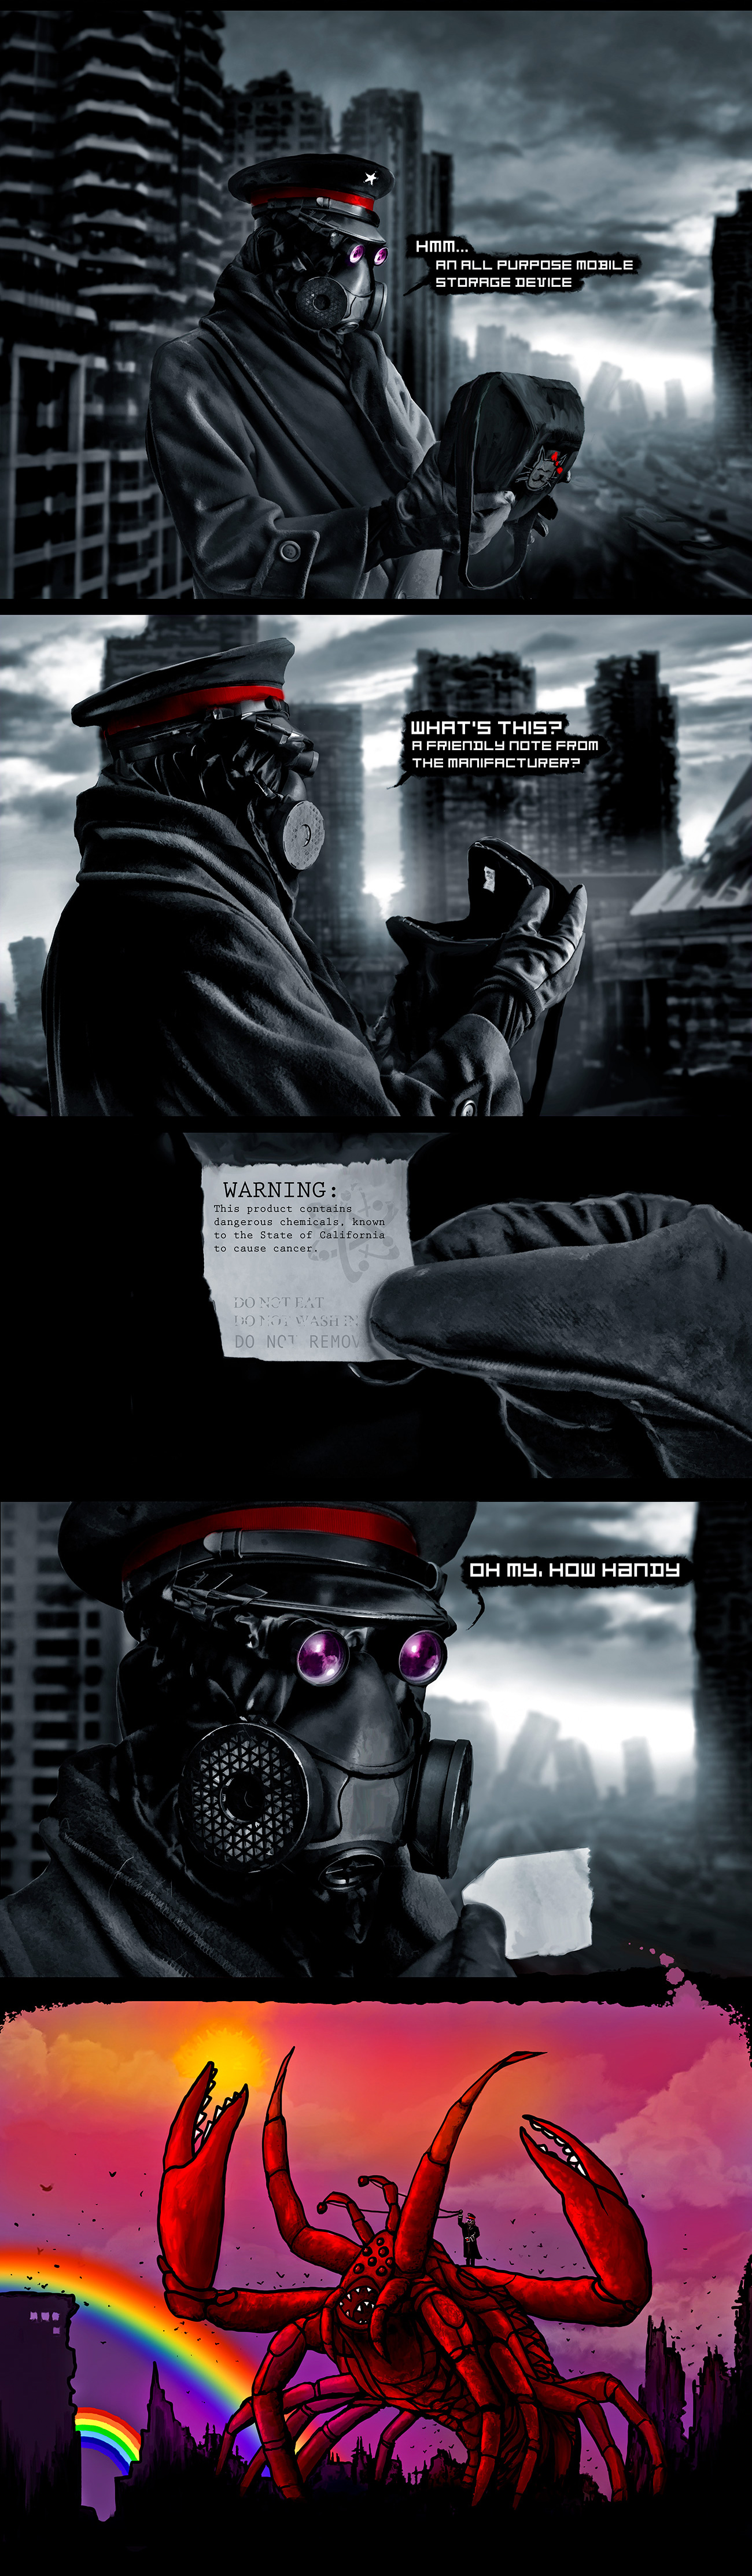 HMM...
AN ALL PURPOSE MOBILE
STORAGE DEVICE
WHAT'S THIS?
A FRIENDLY NOTE FROM
THE MANIFACTURER?
WARNING:
This product contains
dangerous chemicals, known
to the State of California
to cause cancer.
DO NOT EAT
DO NOT WASH IN
DO NOT REMOV
OH MY, HOW HANDY